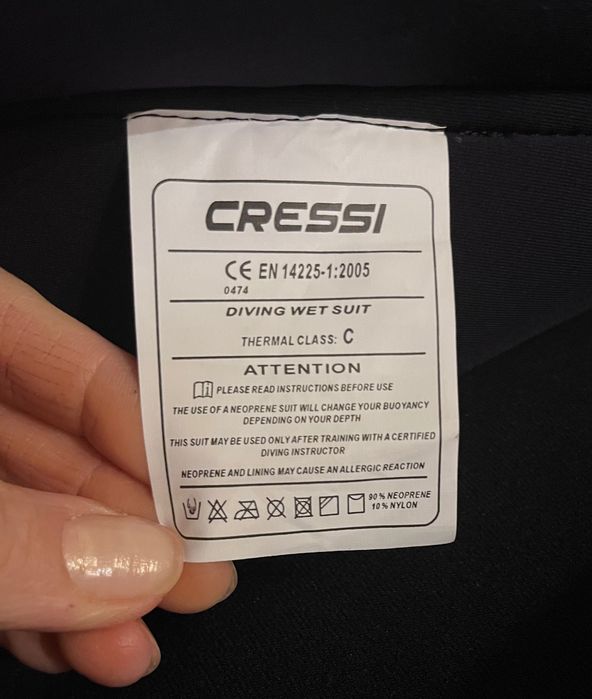 CRESSI
CE EN 14225-1:2005
0474
DIVING WET SUIT
THERMAL CLASS: C
ATTENTION
PLEASE READ INSTRUCTIONS BEFORE USE
THE USE OF A NEOPRENE SUIT WILL CHANGE YOUR BUOYANCY
DEPENDING ON YOUR DEPTH
THIS SUIT MAY BE USED ONLY AFTER TRAINING WITH A CERTIFIED
DIVING INSTRUCTOR
NEOPRENE AND LINING MAY CAUSE AN ALLERGIC REACTION
90% NEOPRENE
10% NYLON